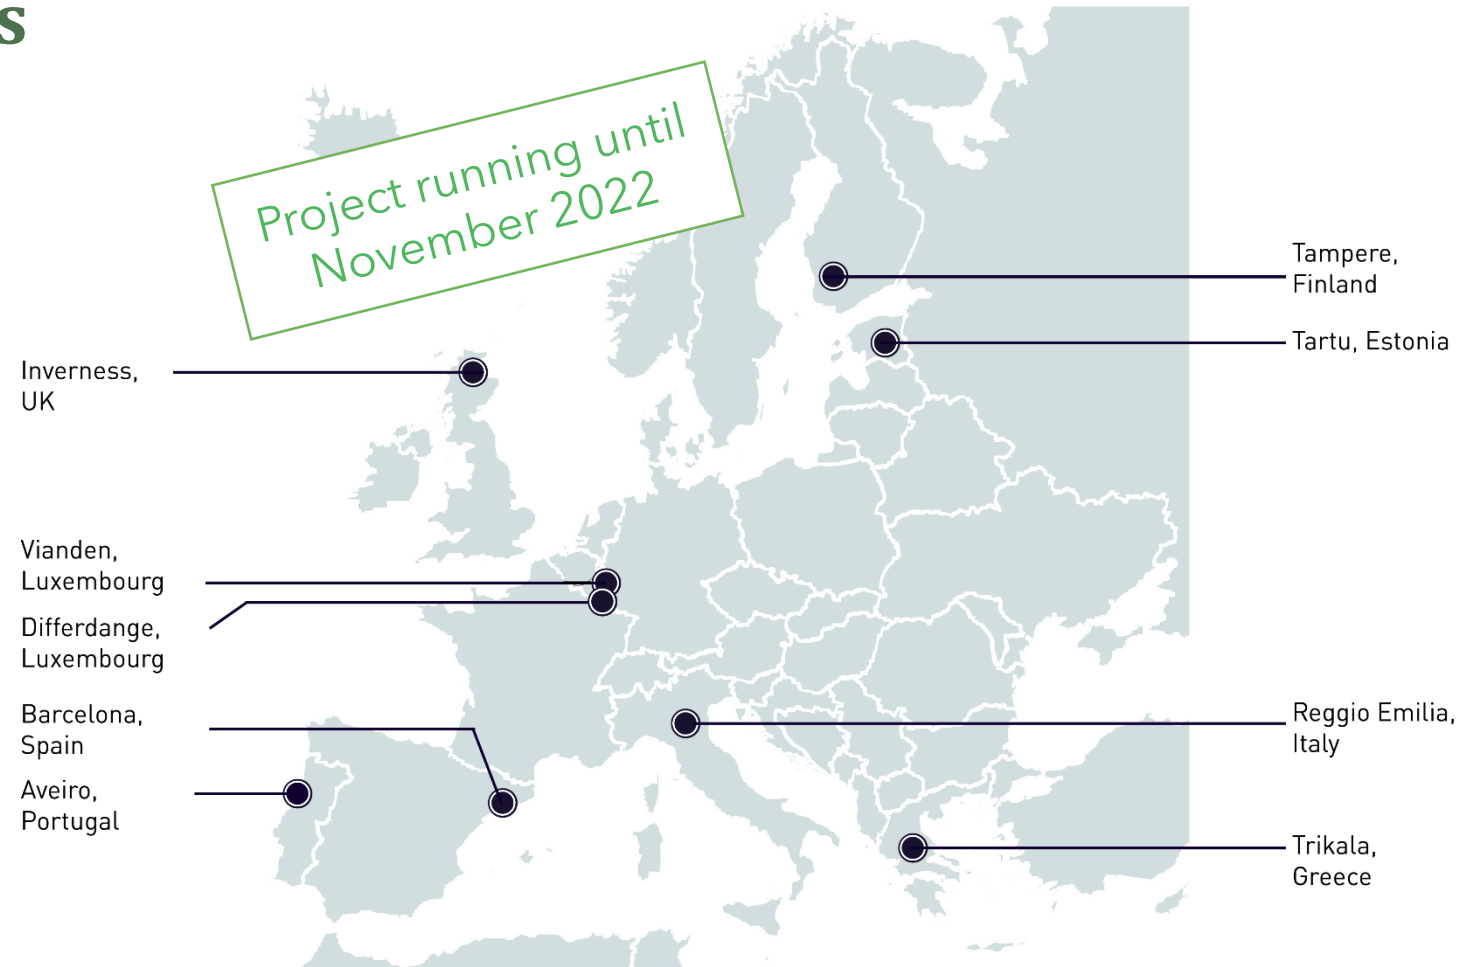 s
Project running until
November 2022
Tampere,
Finland
Tartu, Estonia
Inverness,
UK
Vianden,
Luxembourg
Differdange,
Luxembourg
Barcelona,
Spain
Aveiro,
Portugal
Reggio Emilia,
Italy
Trikala,
Greece